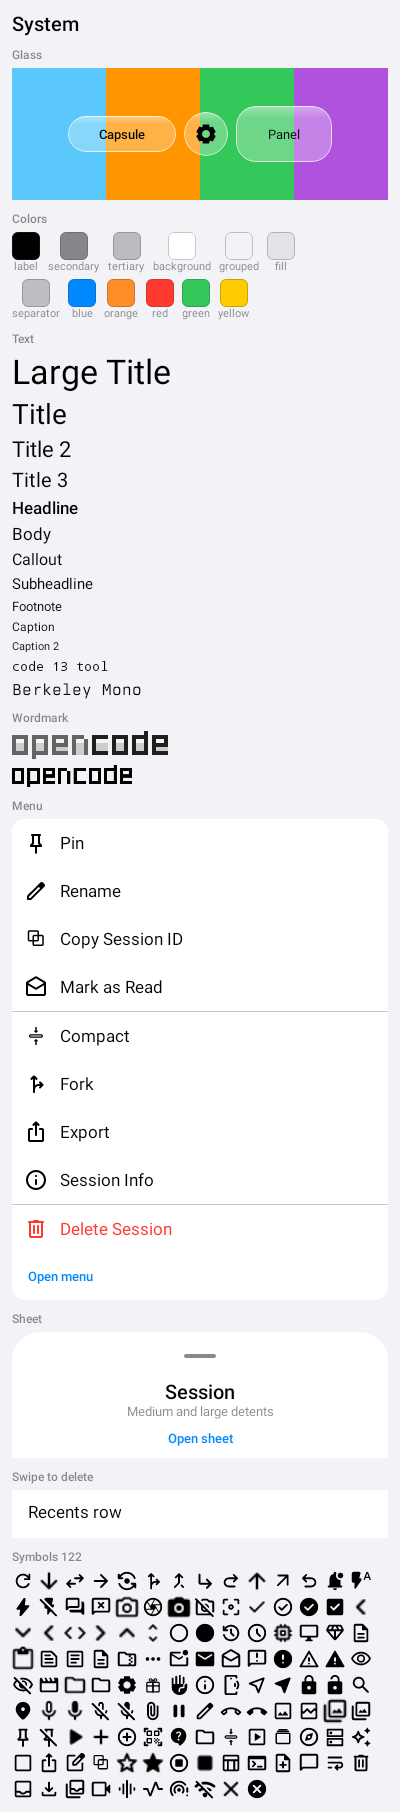 System
Glass
Capsule
Panel
Colors
label secondary tertiary background grouped fill
separator blue orange red green yellow
Text
Large Title
Title
Title 2
Title 3
Headline
Body
Callout
Subheadline
Footnote
Caption
Caption 2
code 13 tool
Berkeley Mono
Wordmark
opencode
opencode
Menu
Pin
Rename
Copy Session ID
Mark as Read
Compact
Fork
Export
Session Info
Delete Session
Open menu
Sheet
Session
Medium and large detents
Open sheet
Swipe to delete
Recents row
Symbols 122
A